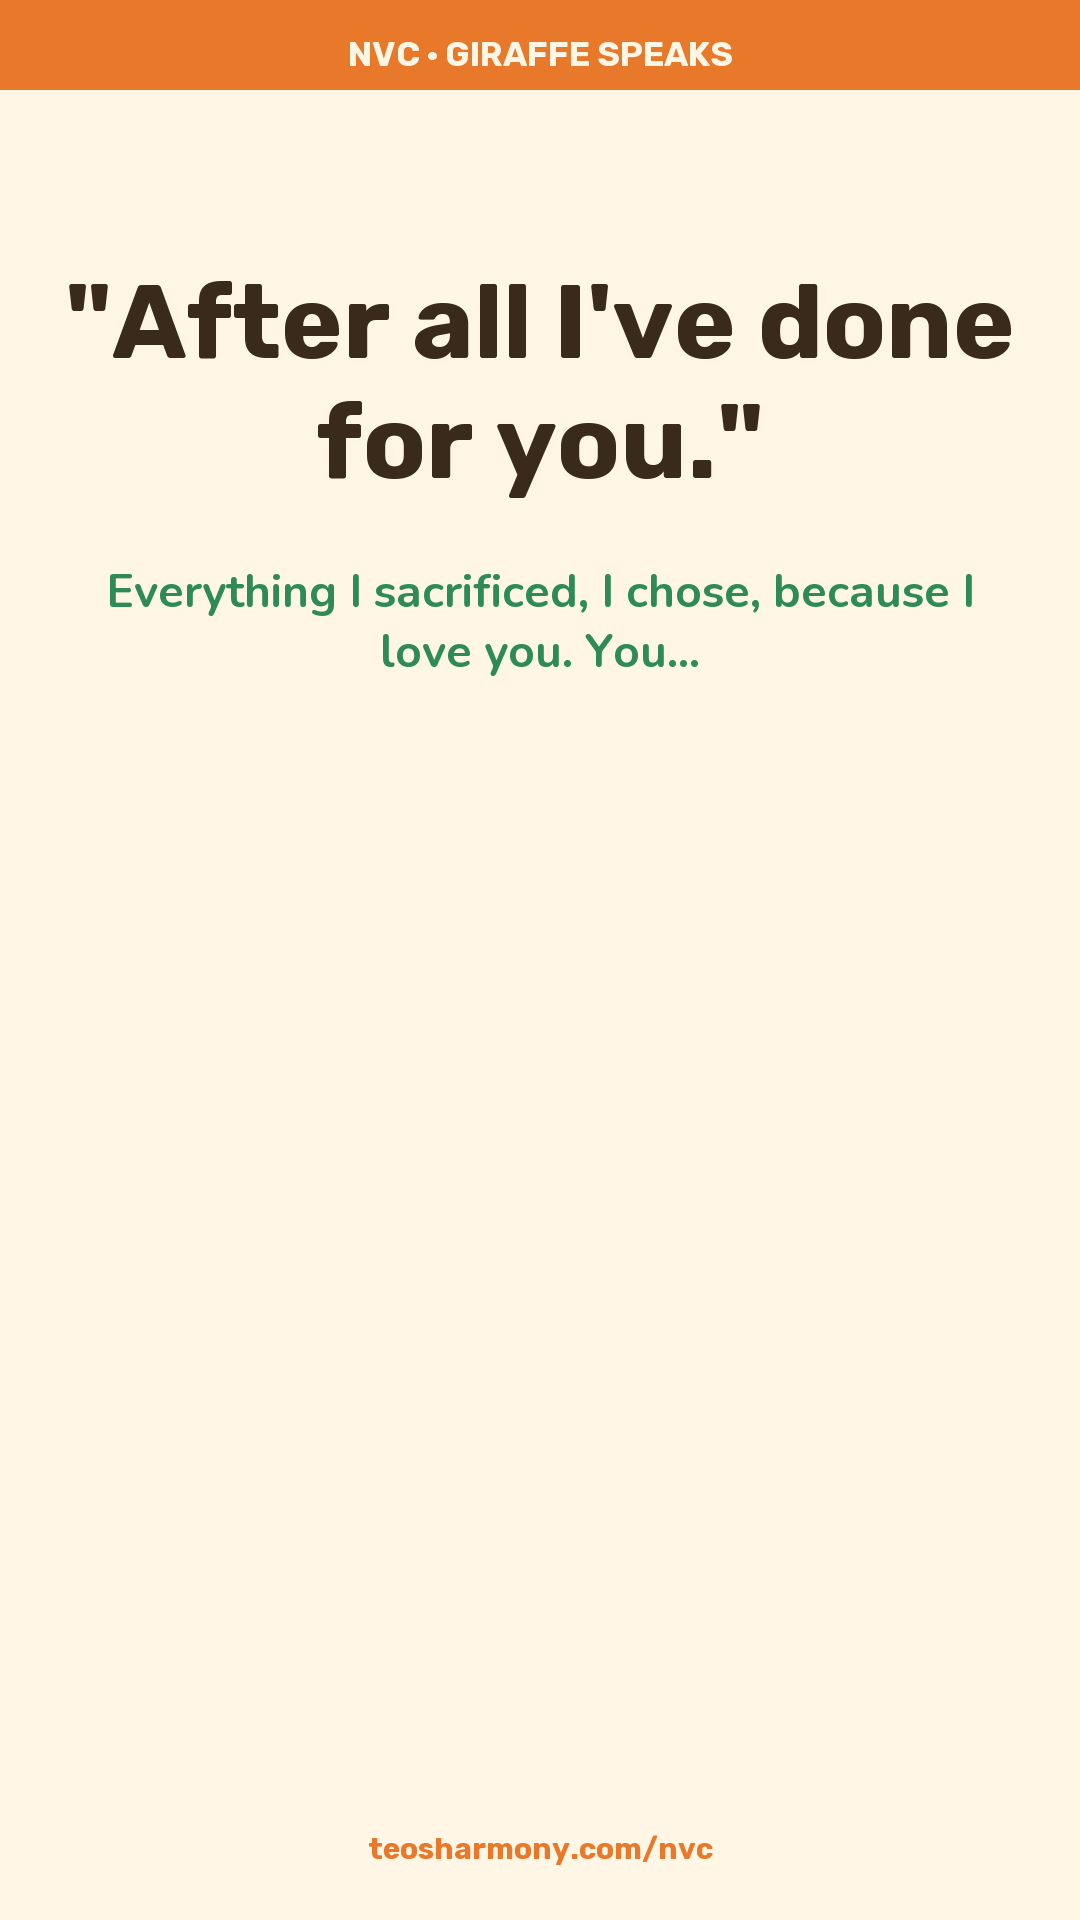 NVC • GIRAFFE SPEAKS
"After all I've done
for you."
Everything I sacrificed, I chose, because I
love you. You...
teosharmony.com/nvc